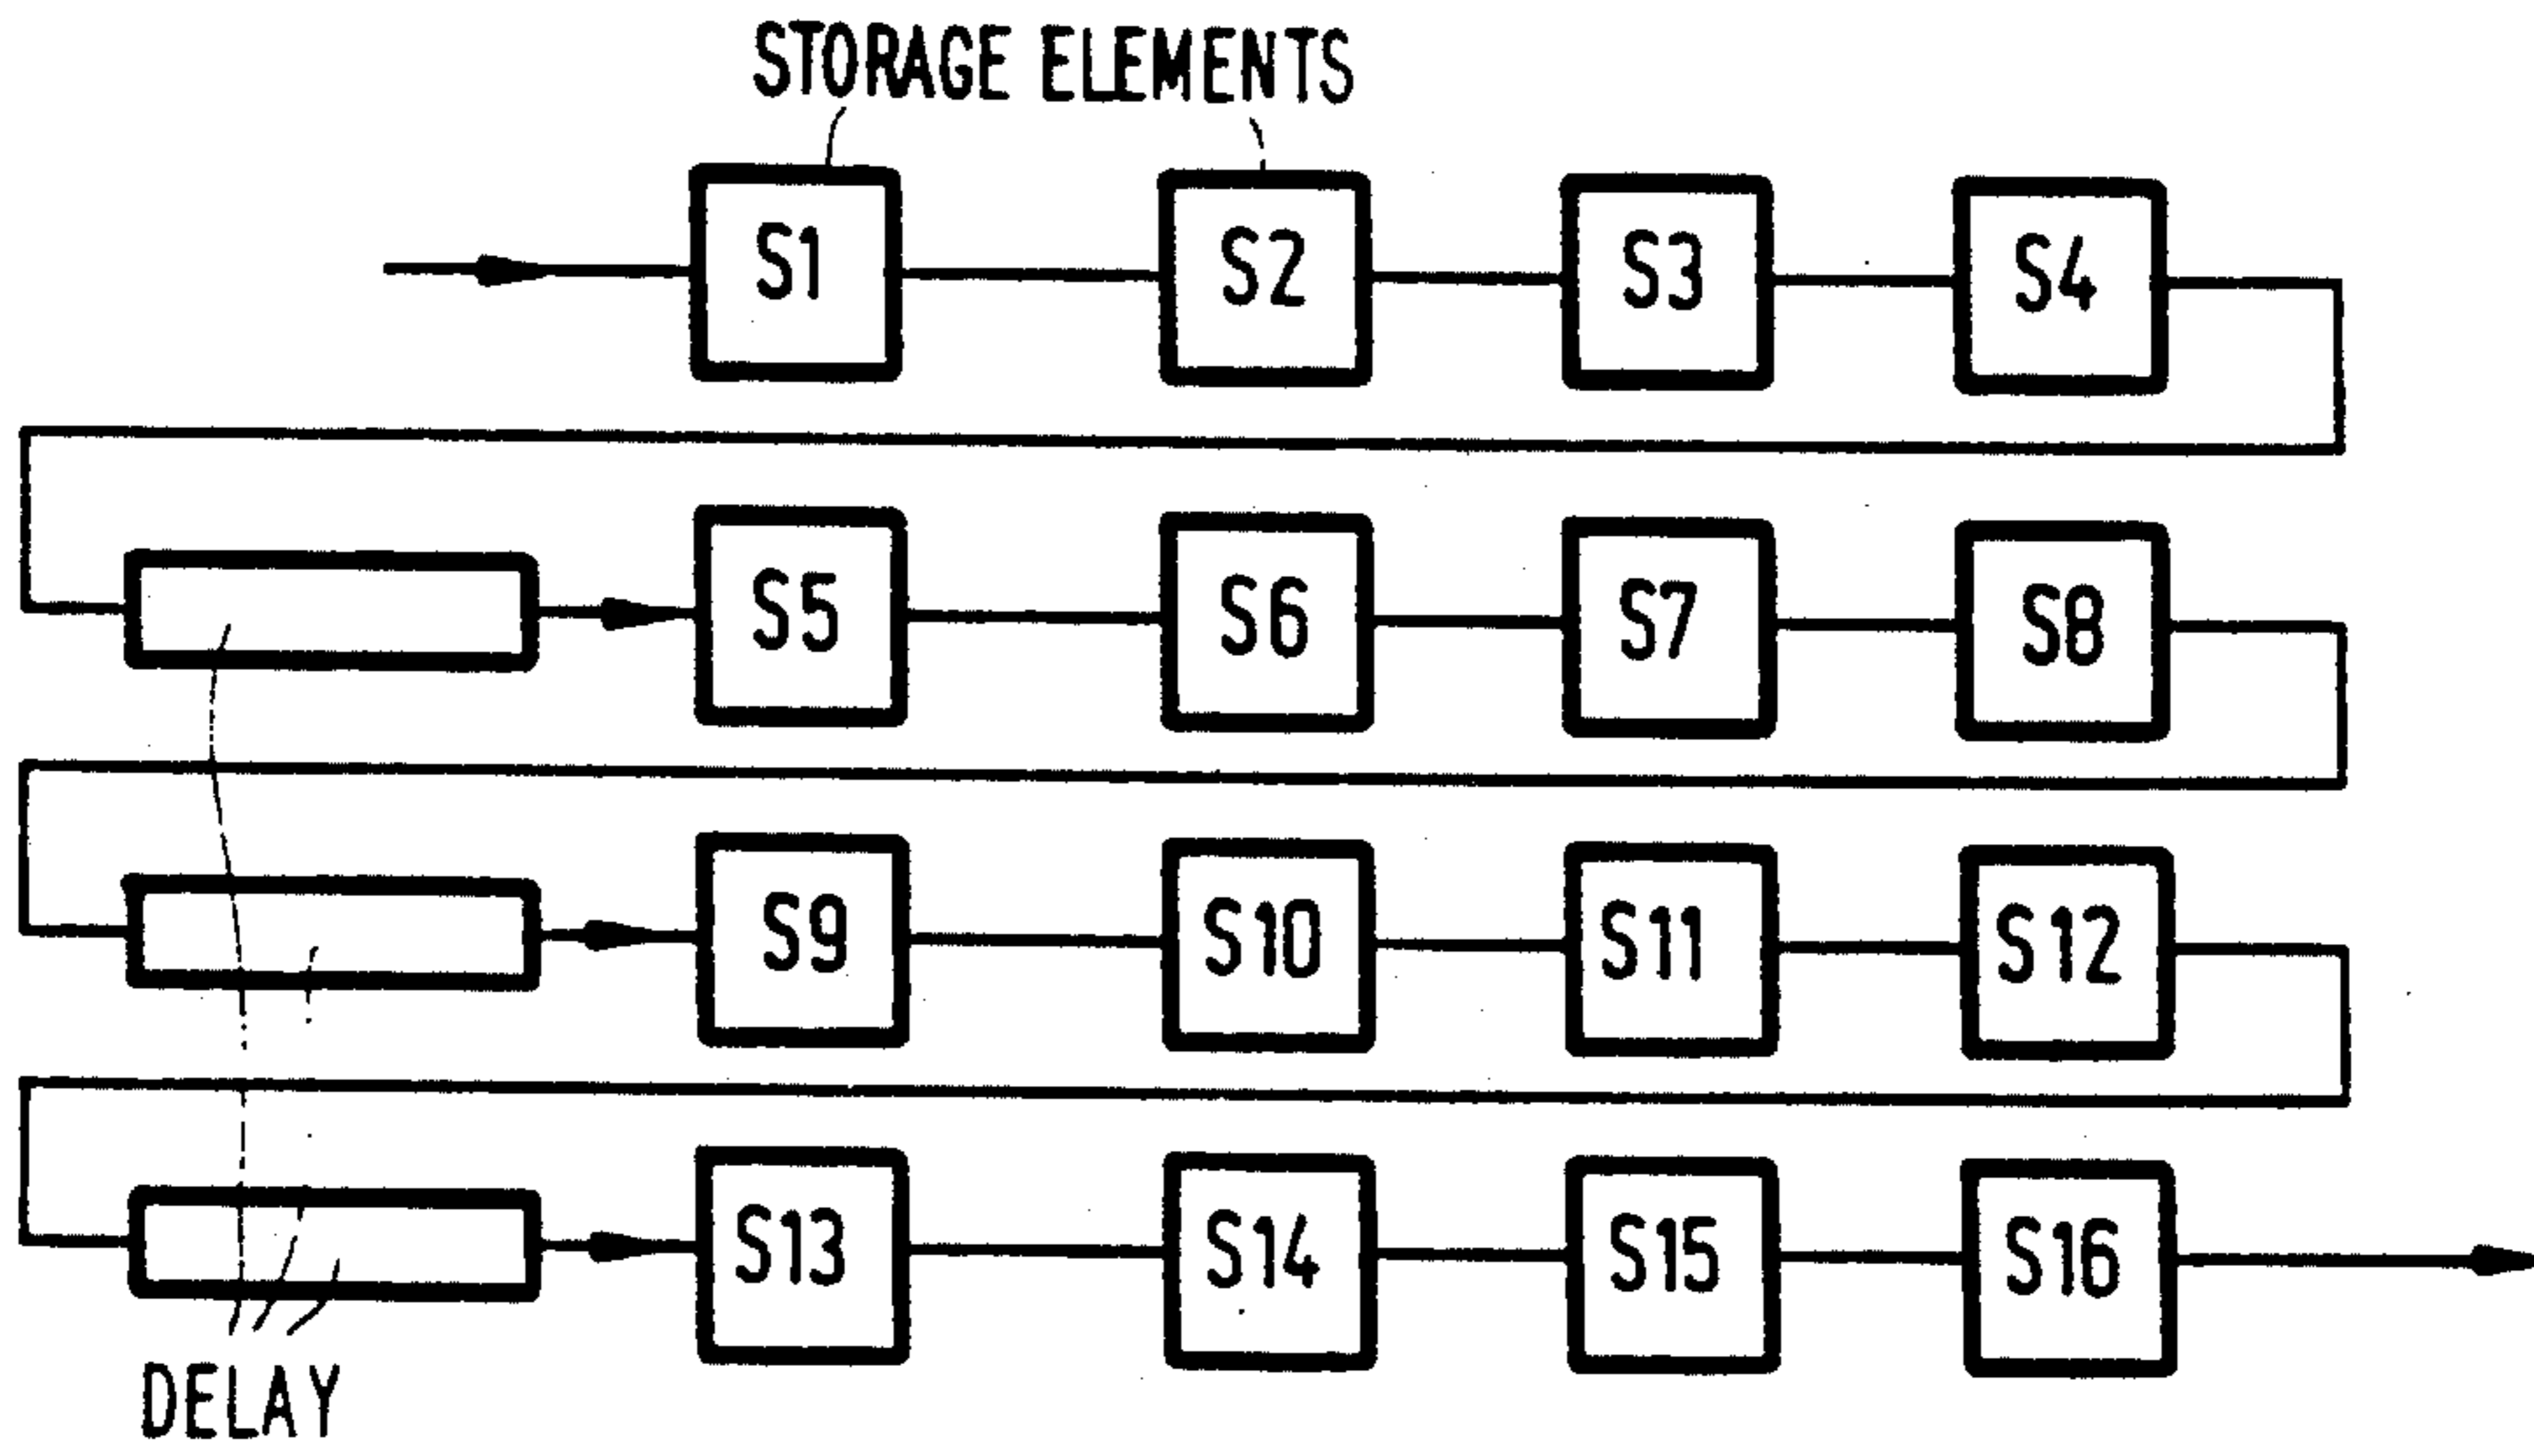 STORAGE ELEMENTS
S1 S2 S3 S4
S5 S6 S7 S8
S9 S10 S11 S12
S13 S14 S15 S16
DELAY